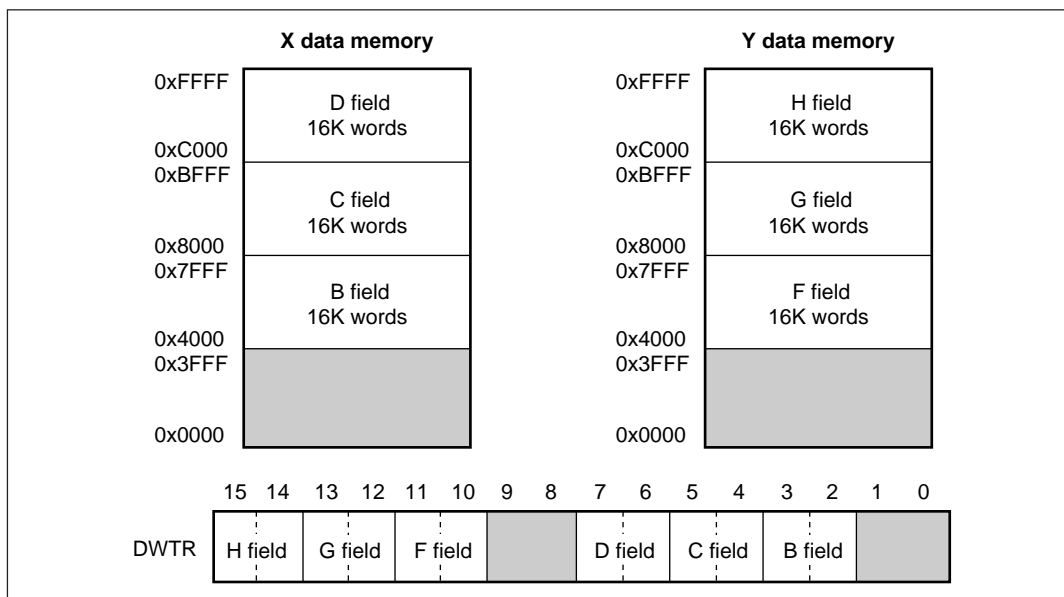 X data memory
Y data memory
0xFFFF
D field
16K words
0xC000
0xBFFF
C field
16K words
0x8000
0x7FFF
B field
16K words
0x4000
0x3FFF
0x0000
0xFFFF
H field
16K words
0xC000
0xBFFF
G field
16K words
0x8000
0x7FFF
F field
16K words
0x4000
0x3FFF
0x0000
15 14 13 12 11 10 9 8 7 6 5 4 3 2 1 0
DWTR H field G field F field D field C field B field